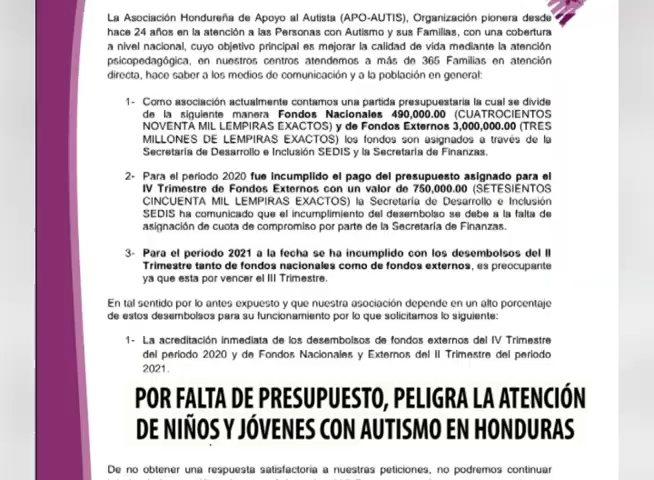 La Asociación Hondureña de Apoyo al Autista (APO-AUTIS), Organización pionera desde
hace 24 años en la atención a las Personas con Autismo y sus Familias, con una cobertura
a nivel nacional, cuyo objetivo principal es mejorar la calidad de vida mediante la atención
psicopedagógica, en nuestros centros atendemos a más de 365 Familias en atención
directa, hace saber a los medios de comunicación y a la población en general:
1- Como asociación actualmente contamos una partida presupuestaria la cual se divide
de la siguiente manera Fondos Nacionales 490,000.00 (CUATROCIENTOS
NOVENTA MIL LEMPIRAS EXACTOS) y de Fondos Externos 3,000,000.00 (TRES
MILLONES DE LEMPIRAS EXACTOS) los fondos son asignados a través de la
Secretaría de Desarrollo e Inclusión SEDIS y la Secretaria de Finanzas.
2- Para el periodo 2020 fue incumplido el pago del presupuesto asignado para el
IV Trimestre de Fondos Externos con un valor de 750,000.00 (SETESIENTOS
CINCUENTA MIL LEMPIRAS EXACTOS) la Secretaria de Desarrollo e Inclusión
SEDIS ha comunicado que el incumplimiento del desembolso se debe a la falta de
asignación de cuota de compromiso por parte de la Secretaría de Finanzas.
3- Para el periodo 2021 a la fecha se ha incumplido con los desembolsos del II
Trimestre tanto de fondos nacionales como de fondos externos, es preocupante
ya que esta por vencer el III Trimestre.
En tal sentido por lo antes expuesto y que nuestra asociación depende en un alto porcentaje
de estos desembolsos para su funcionamiento por lo que solicitamos lo siguiente:
1- La acreditación inmediata de los desembolsos de fondos externos del IV Trimestre
del periodo 2020 y de Fondos Nacionales y Externos del II Trimestre del periodo
2021.
POR FALTA DE PRESUPUESTO, PELIGRA LA ATENCIÓN
DE NIÑOS Y JÓVENES CON AUTISMO EN HONDURAS
De no obtener una respuesta satisfactoria a nuestras peticiones, no podremos continuar